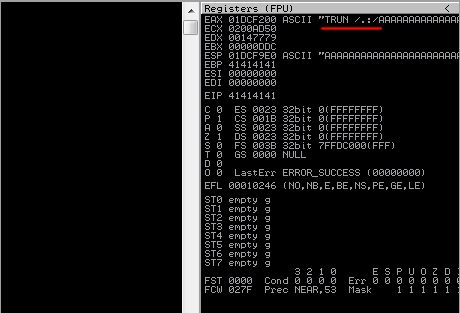 Registers (FPU) <
EAX 01DCF200 ASCII "TRUN /.:/AAAAAAAAAAAAA
ECX 0200AD50
EDX 00147779
EBX 00000DDC
ESP 01DCF9E0 ASCII "AAAAAAAAAAAAAAAAAAAAAA
EBP 41414141
ESI 00000000
EDI 00000000
EIP 41414141
C 0 ES 0023 32bit 0(FFFFFFFF)
P 1 CS 001B 32bit 0(FFFFFFFF)
A 0 SS 0023 32bit 0(FFFFFFFF)
Z 1 DS 0023 32bit 0(FFFFFFFF)
S 0 FS 003B 32bit 7FFDC000(FFF)
T 0 GS 0000 NULL
D 0
O 0 LastErr ERROR_SUCCESS (00000000)
EFL 00010246 (NO,NB,E,BE,NS,PE,GE,LE)
ST0 empty g
ST1 empty g
ST2 empty g
ST3 empty g
ST4 empty g
ST5 empty g
ST6 empty g
ST7 empty g
3 2 1 0 E S P U O Z D I
FST 0000 Cond 0 0 0 0 Err 0 0 0 0 0 0 0 0
FCW 027F Prec NEAR,53 Mask 1 1 1 1 1 1